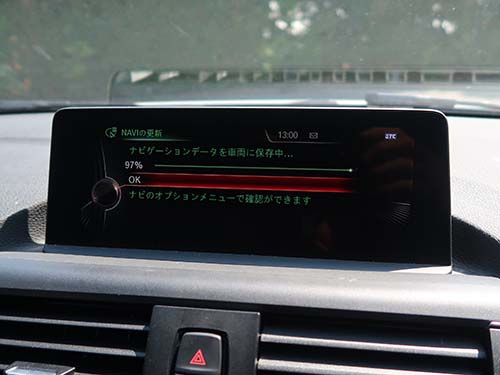 NAVIの更新
13:00
27℃
ナビゲーションデータを車両に保存中...
97%
OK
ナビのオプションメニューで確認ができます